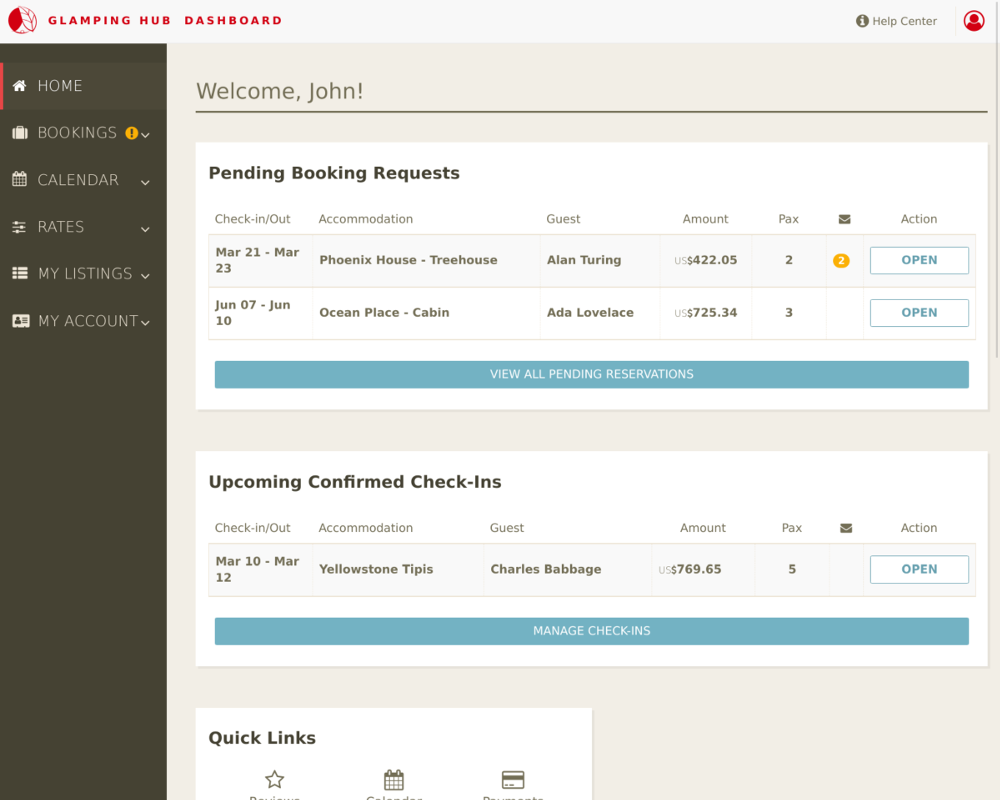 GLAMPING HUB DASHBOARD
Help Center
HOME
BOOKINGS !
CALENDAR
RATES
MY LISTINGS
MY ACCOUNT
Welcome, John!
Pending Booking Requests
Check-in/Out Accommodation Guest Amount Pax Action
Mar 21 - Mar 23 Phoenix House - Treehouse Alan Turing US$422.05 2 2 OPEN
Jun 07 - Jun 10 Ocean Place - Cabin Ada Lovelace US$725.34 3 OPEN
VIEW ALL PENDING RESERVATIONS
Upcoming Confirmed Check-Ins
Check-in/Out Accommodation Guest Amount Pax Action
Mar 10 - Mar 12 Yellowstone Tipis Charles Babbage US$769.65 5 OPEN
MANAGE CHECK-INS
Quick Links
Reviews Calendar Payments